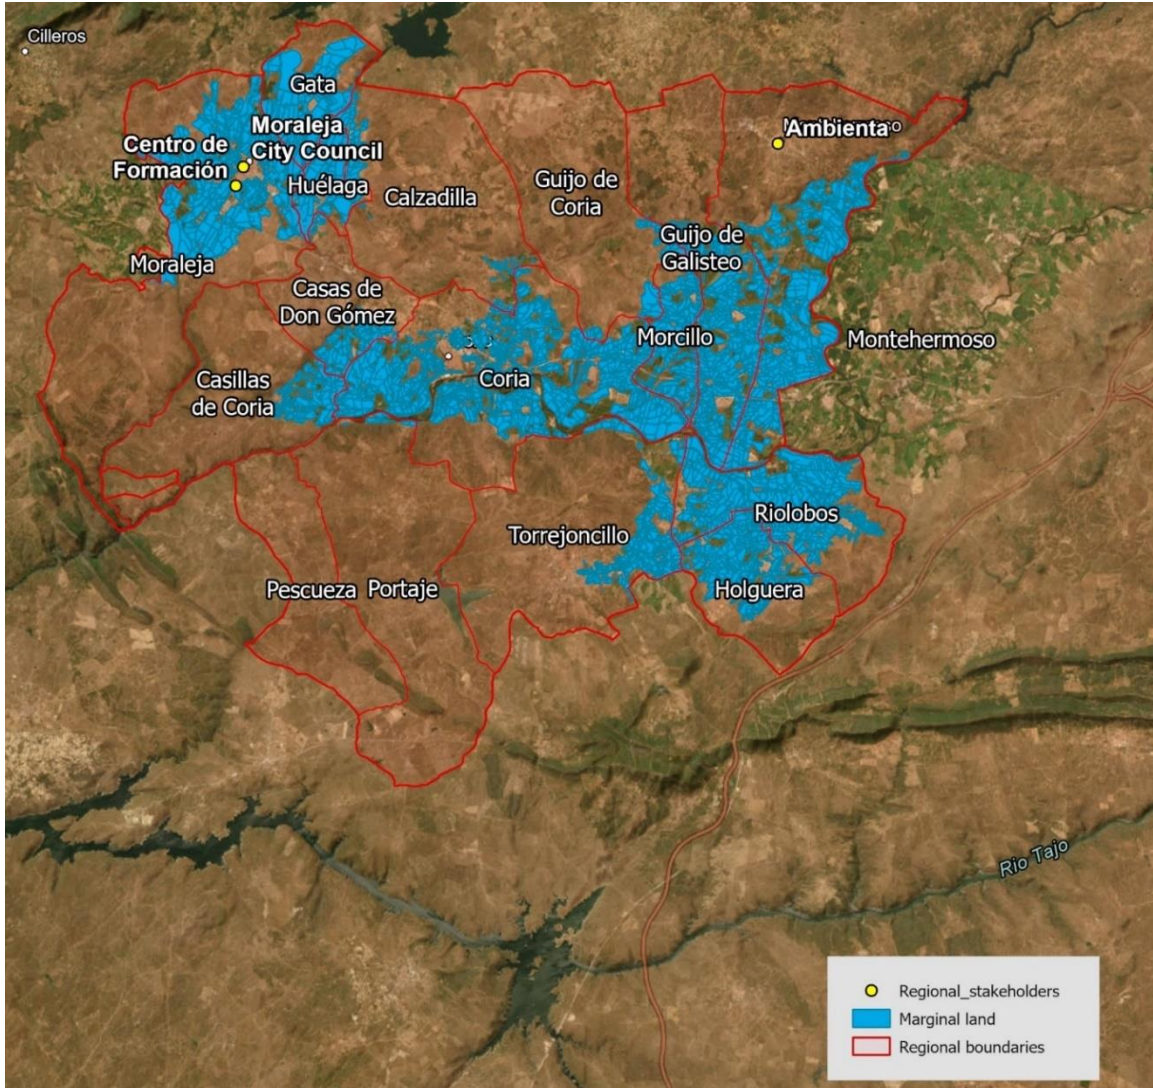 Cilleros
Gata
Moraleja
City Council
Centro de
Formación
Ambienta
Huélaga
Calzadilla
Guijo de
Coria
Guijo de
Galisteo
Moraleja
Casas de
Don Gómez
Morcillo
Montehermoso
Casillas
de Coria
Coria
Riolobos
Torrejoncillo
Pescueza
Portaje
Holguera
Rio Tajo
Regional_stakeholders
Marginal land
Regional boundaries